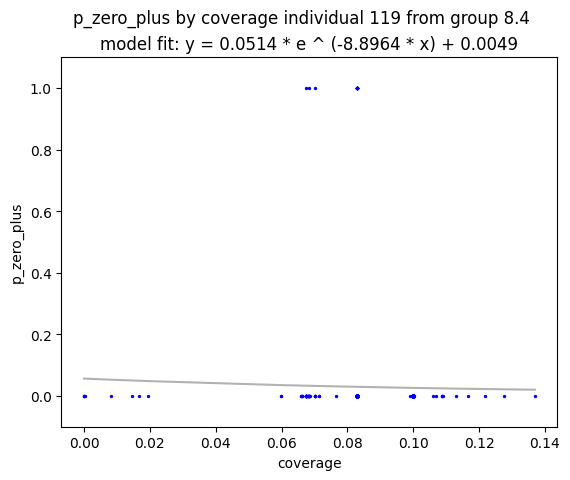 p_zero_plus by coverage individual 119 from group 8.4
model fit: y = 0.0514 * e ^ (-8.8964 * x) + 0.0049
1.0
0.8
0.6
0.4
0.2
0.0
p_zero_plus
0.00 0.02 0.04 0.06 0.08 0.10 0.12 0.14
coverage